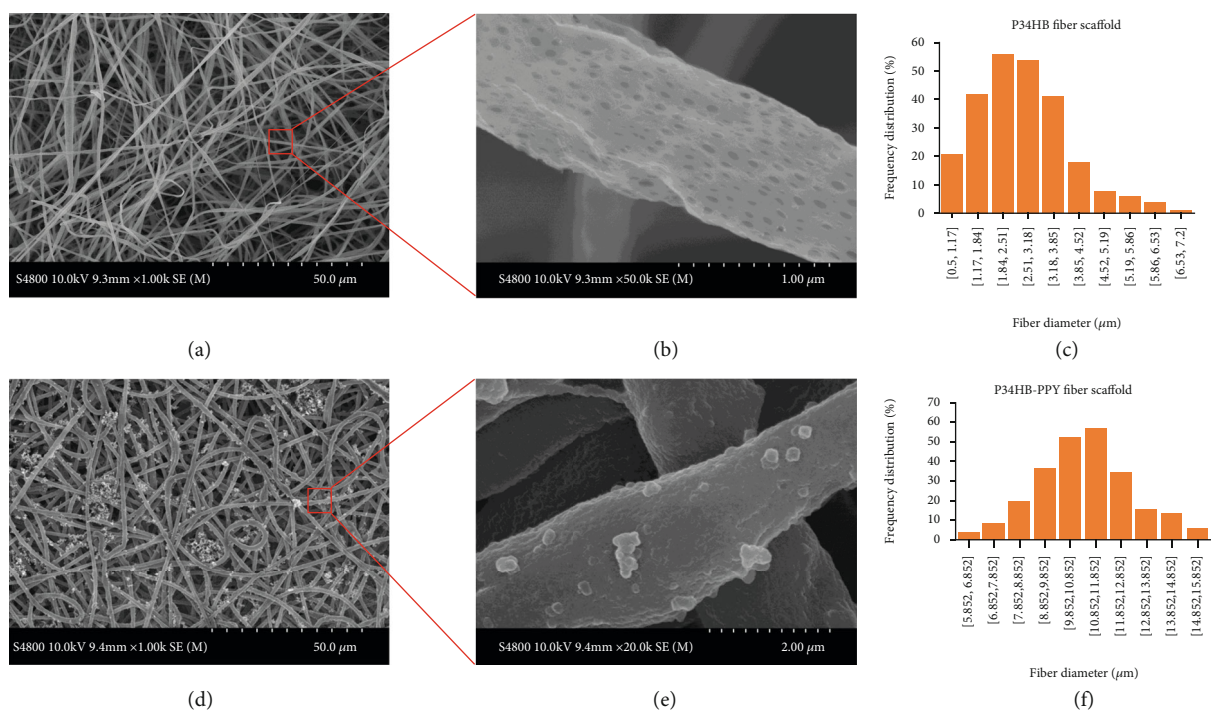 S4800 10.0kV 9.3mm ×1.00k SE (M) 50.0 μm
(a)
S4800 10.0kV 9.3mm ×50.0k SE (M) 1.00 μm
(b)
P34HB fiber scaffold
Frequency distribution (%)
60
50
40
30
20
10
0
[0.5, 1.17]
[1.17, 1.84]
[1.84, 2.51]
[2.51, 3.18]
[3.18, 3.85]
[3.85, 4.52]
[4.52, 5.19]
[5.19, 5.86]
[5.86, 6.53]
[6.53, 7.2]
Fiber diameter (μm)
(c)
S4800 10.0kV 9.4mm ×1.00k SE (M) 50.0 μm
(d)
S4800 10.0kV 9.4mm ×20.0k SE (M) 2.00 μm
(e)
P34HB-PPY fiber scaffold
Frequency distribution (%)
70
60
50
40
30
20
10
0
[5.852, 6.852]
[6.852,7.852]
[7.852,8.852]
[8.852,9.852]
[9.852,10.852]
[10.852,11.852]
[11.852,12.852]
[12.852,13.852]
[13.852,14.852]
[14.852,15.852]
Fiber diameter (μm)
(f)